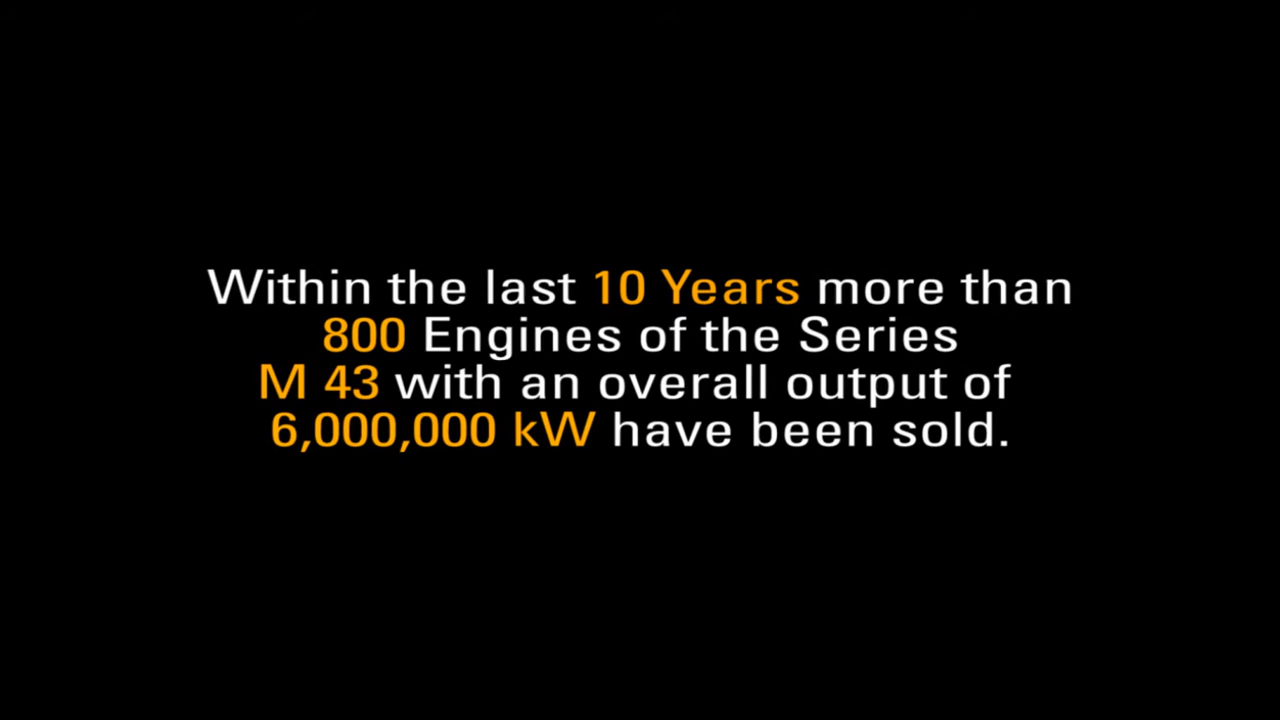 Within the last 10 Years more than
800 Engines of the Series
M 43 with an overall output of
6,000,000 kW have been sold.